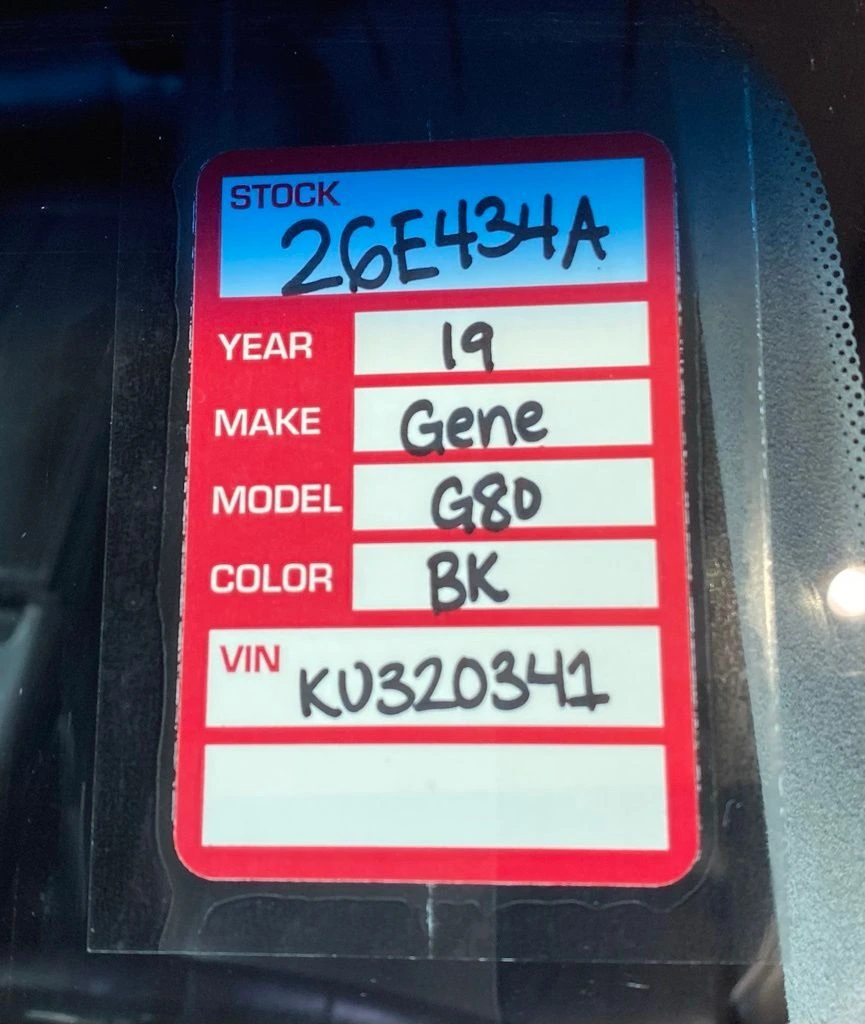 STOCK
26E434A
YEAR 19
MAKE Gene
MODEL G80
COLOR BK
VIN KU320341